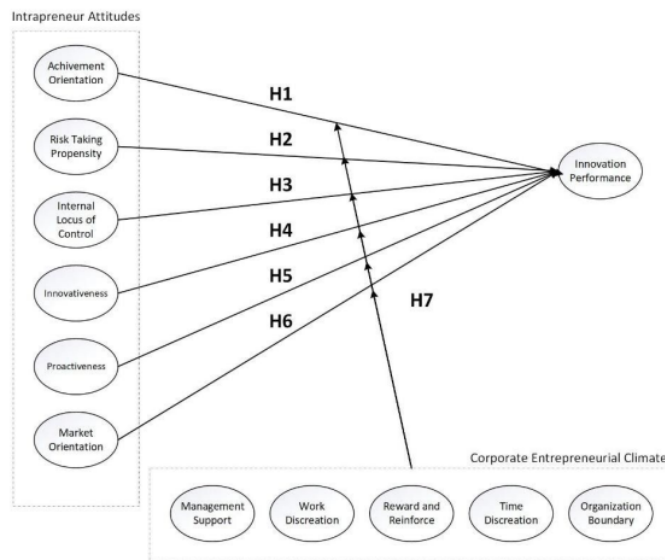 Intrapreneur Attitudes
Achivement
Orientation
H1
Risk Taking
Propensity
H2
Innovation
Performance
Internal
Locus of
Control
H3
H4
Innovativeness
H5
H7
Proactiveness
H6
Market
Orientation
Corporate Entrepreneurial Climate
Management
Support
Work
Discreation
Reward and
Reinforce
Time
Discreation
Organization
Boundary